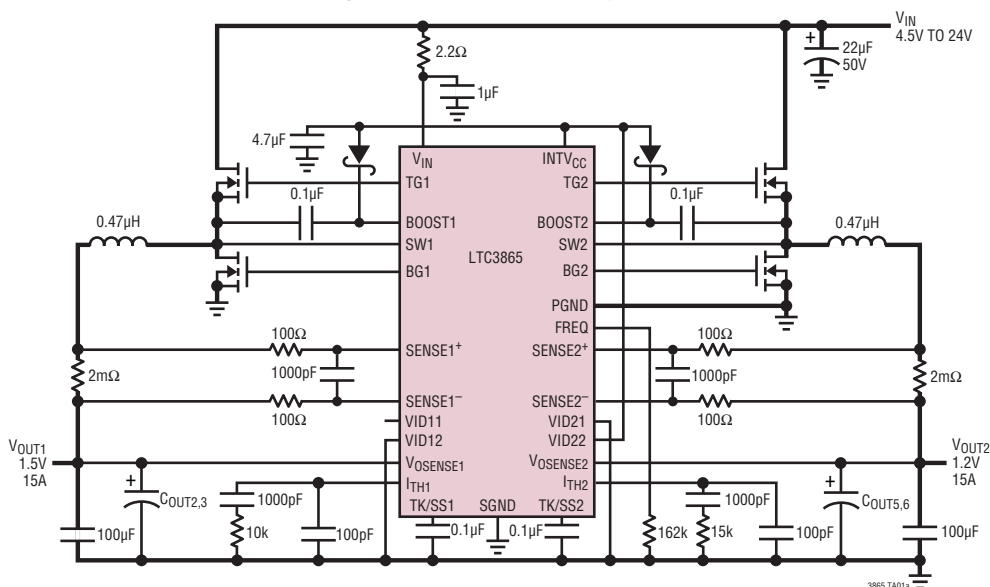 VIN
4.5V TO 24V
22µF
50V
2.2Ω
1µF
4.7µF
VIN
INTVCC
TG1
TG2
0.1µF
0.1µF
0.47µH
0.47µH
BOOST1
BOOST2
SW1
SW2
LTC3865
BG1
BG2
PGND
FREQ
100Ω
100Ω
SENSE1+
SENSE2+
2mΩ
1000pF
1000pF
2mΩ
SENSE1–
SENSE2–
100Ω
100Ω
VID11
VID21
VID12
VID22
VOUT1
1.5V
15A
VOSENSE1
VOSENSE2
VOUT2
1.2V
15A
ITH1
ITH2
COUT2,3
1000pF
1000pF
COUT5,6
TK/SS1
SGND
TK/SS2
100µF
10k
100pF
0.1µF
0.1µF
162k
15k
100pF
100µF
3865 TA01a